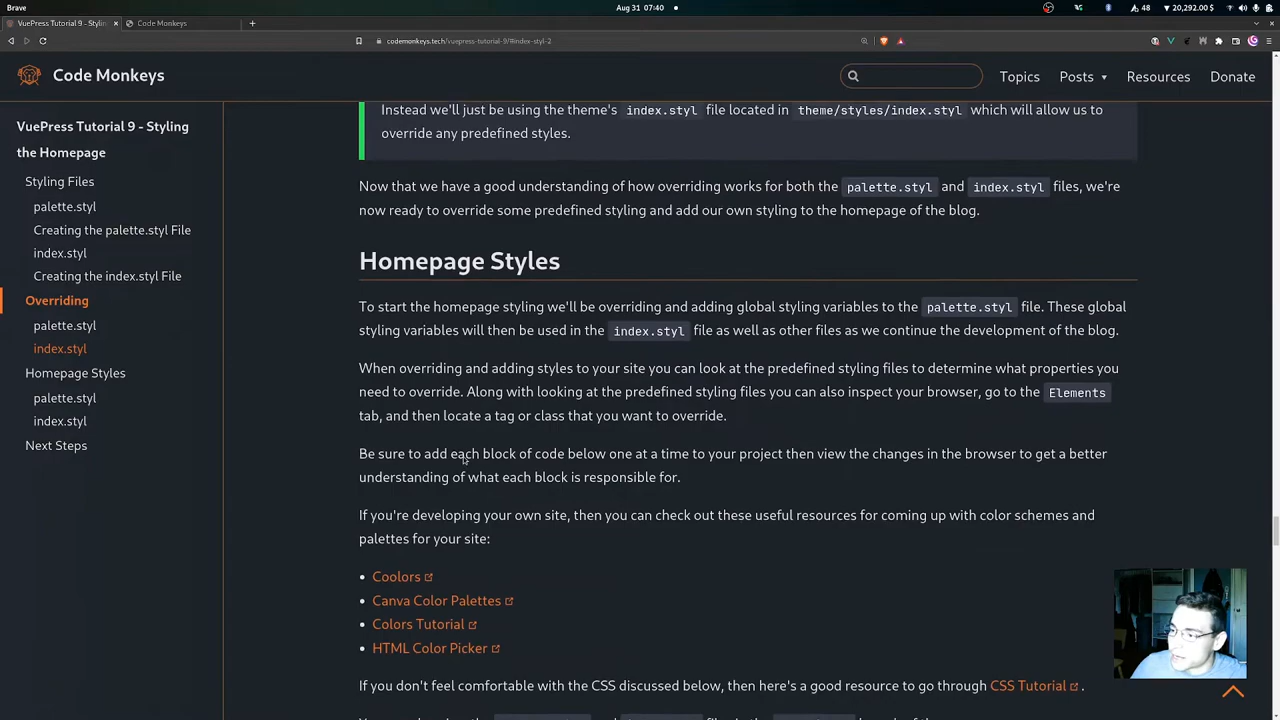 Brave
Aug 31 07:40
48
20,292.00 $
VuePress Tutorial 9 - Stylin
Code Monkeys
codemonkeys.tech/vuepress-tutorial-9/#index-styl-2
Code Monkeys
Topics
Posts
Resources
Donate
VuePress Tutorial 9 - Styling
the Homepage
Styling Files
palette.styl
Creating the palette.styl File
index.styl
Creating the index.styl File
Overriding
palette.styl
index.styl
Homepage Styles
palette.styl
index.styl
Next Steps
Instead we'll just be using the theme's index.styl file located in theme/styles/index.styl which will allow us to
override any predefined styles.
Now that we have a good understanding of how overriding works for both the palette.styl and index.styl files, we're
now ready to override some predefined styling and add our own styling to the homepage of the blog.
Homepage Styles
To start the homepage styling we'll be overriding and adding global styling variables to the palette.styl file. These global
styling variables will then be used in the index.styl file as well as other files as we continue the development of the blog.
When overriding and adding styles to your site you can look at the predefined styling files to determine what properties you
need to override. Along with looking at the predefined styling files you can also inspect your browser, go to the Elements
tab, and then locate a tag or class that you want to override.
Be sure to add each block of code below one at a time to your project then view the changes in the browser to get a better
understanding of what each block is responsible for.
If you're developing your own site, then you can check out these useful resources for coming up with color schemes and
palettes for your site:
Coolors
Canva Color Palettes
Colors Tutorial
HTML Color Picker
If you don't feel comfortable with the CSS discussed below, then here's a good resource to go through CSS Tutorial .